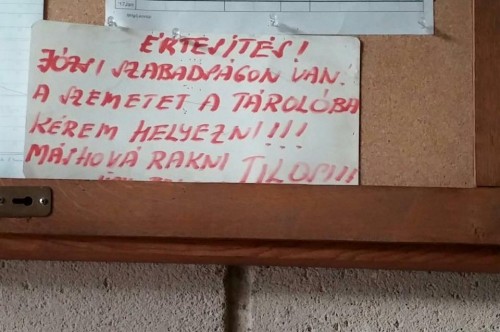 ÉRTESÍTÉS!
JÓZSI SZABADSÁGON VAN.
A SZEMETET A TÁROLÓBA
KÉREM HELYEZNI!!!
MÁSHOVÁ RAKNI TILOS!!!